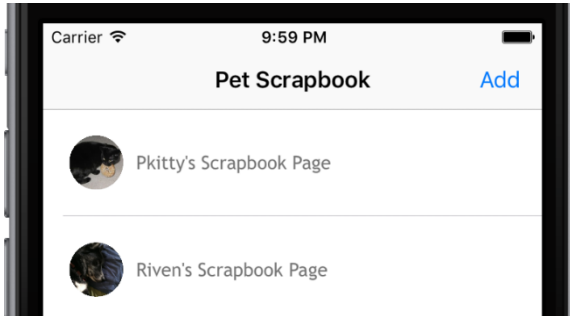 Carrier 9:59 PM
Pet Scrapbook Add
Pkitty's Scrapbook Page
Riven's Scrapbook Page